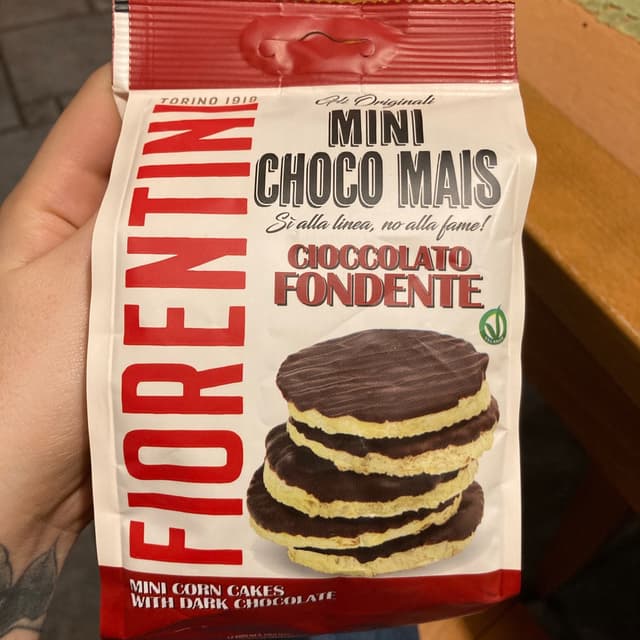 TORINO 1919
FIORENTINI
Gli Originali
MINI
CHOCO MAIS
Sì alla linea, no alla fame!
CIOCCOLATO
FONDENTE
MINI CORN CAKES
WITH DARK CHOCOLATE